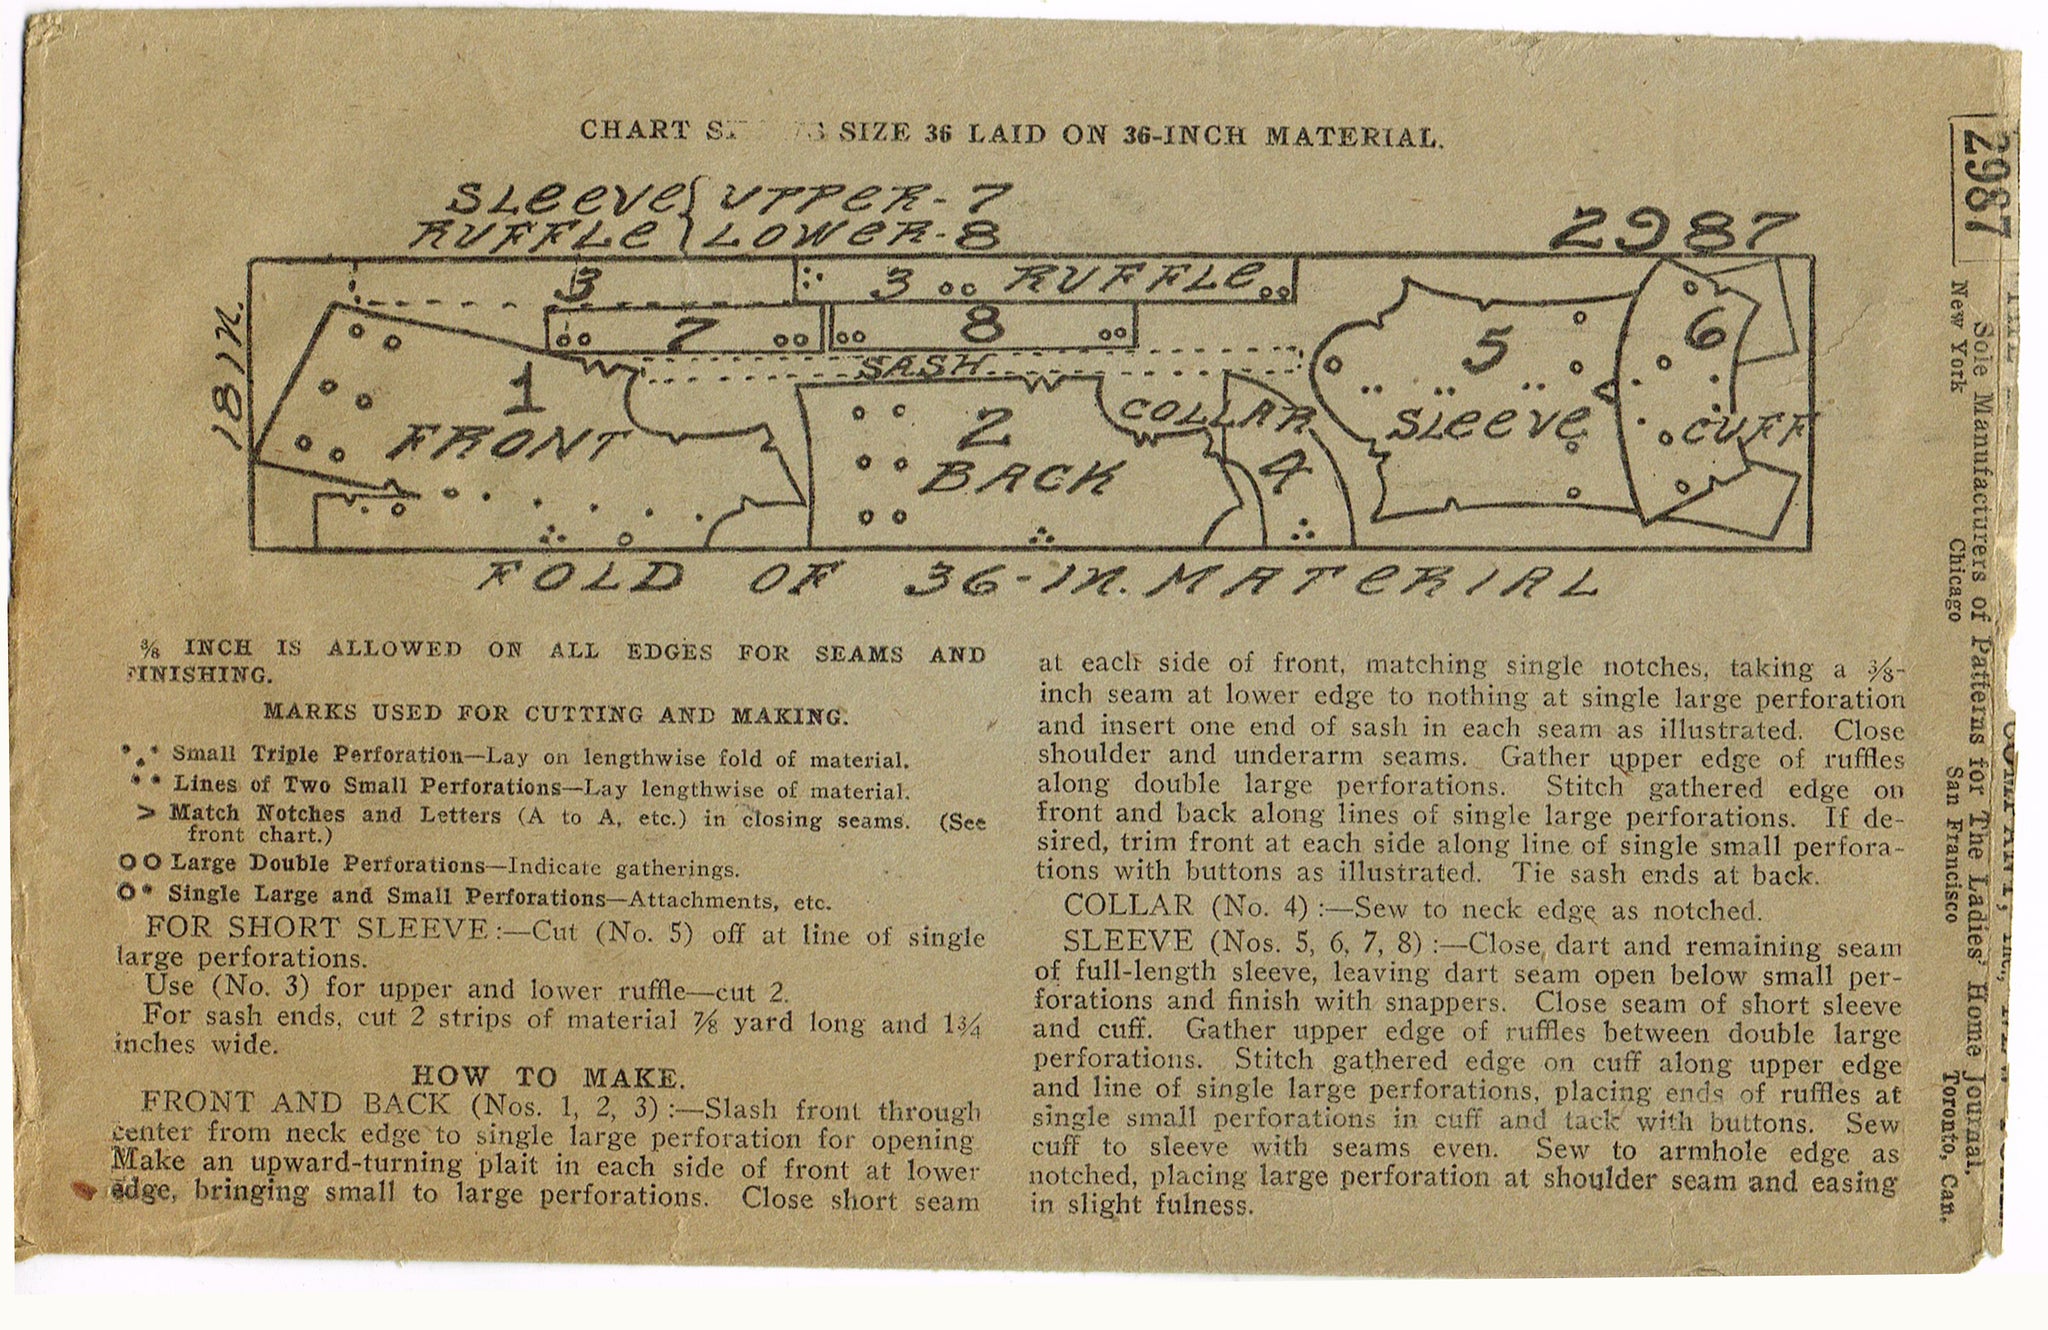 CHART SIZE 36 LAID ON 36-INCH MATERIAL.
SLEEVE { UPPER-7
RUFFLE { LOWER-8
2987
18 IN.
3
3 RUFFLE
7
8
SASH
1
FRONT
2
BACK
COLLAR
4
5
SLEEVE
6
CUFF
FOLD OF 36-IN. MATERIAL
⅜ INCH IS ALLOWED ON ALL EDGES FOR SEAMS AND
FINISHING.
MARKS USED FOR CUTTING AND MAKING.
Small Triple Perforation—Lay on lengthwise fold of material.
Lines of Two Small Perforations—Lay lengthwise of material.
> Match Notches and Letters (A to A, etc.) in closing seams. (See
front chart.)
Large Double Perforations—Indicate gatherings.
Single Large and Small Perforations—Attachments, etc.
FOR SHORT SLEEVE:—Cut (No. 5) off at line of single
large perforations.
Use (No. 3) for upper and lower ruffle—cut 2.
For sash ends, cut 2 strips of material ⅞ yard long and 1¾
inches wide.
HOW TO MAKE.
FRONT AND BACK (Nos. 1, 2, 3):—Slash front through
center from neck edge to single large perforation for opening
Make an upward-turning plait in each side of front at lower
edge, bringing small to large perforations. Close short seam
at each side of front, matching single notches, taking a ⅜-
inch seam at lower edge to nothing at single large perforation
and insert one end of sash in each seam as illustrated. Close
shoulder and underarm seams. Gather upper edge of ruffles
along double large perforations. Stitch gathered edge on
front and back along lines of single large perforations. If de-
sired, trim front at each side along line of single small perfora-
tions with buttons as illustrated. Tie sash ends at back.
COLLAR (No. 4):—Sew to neck edge as notched.
SLEEVE (Nos. 5, 6, 7, 8):—Close dart and remaining seam
of full-length sleeve, leaving dart seam open below small per-
forations and finish with snappers. Close seam of short sleeve
and cuff. Gather upper edge of ruffles between double large
perforations. Stitch gathered edge on cuff along upper edge
and line of single large perforations, placing ends of ruffles at
single small perforations in cuff and tack with buttons. Sew
cuff to sleeve with seams even. Sew to armhole edge as
notched, placing large perforation at shoulder seam and easing
in slight fulness.
2987
THE COMPANY, Inc.,
Sole Manufacturers of Patterns for The Ladies' Home Journal.
New York Chicago San Francisco Toronto, Can.